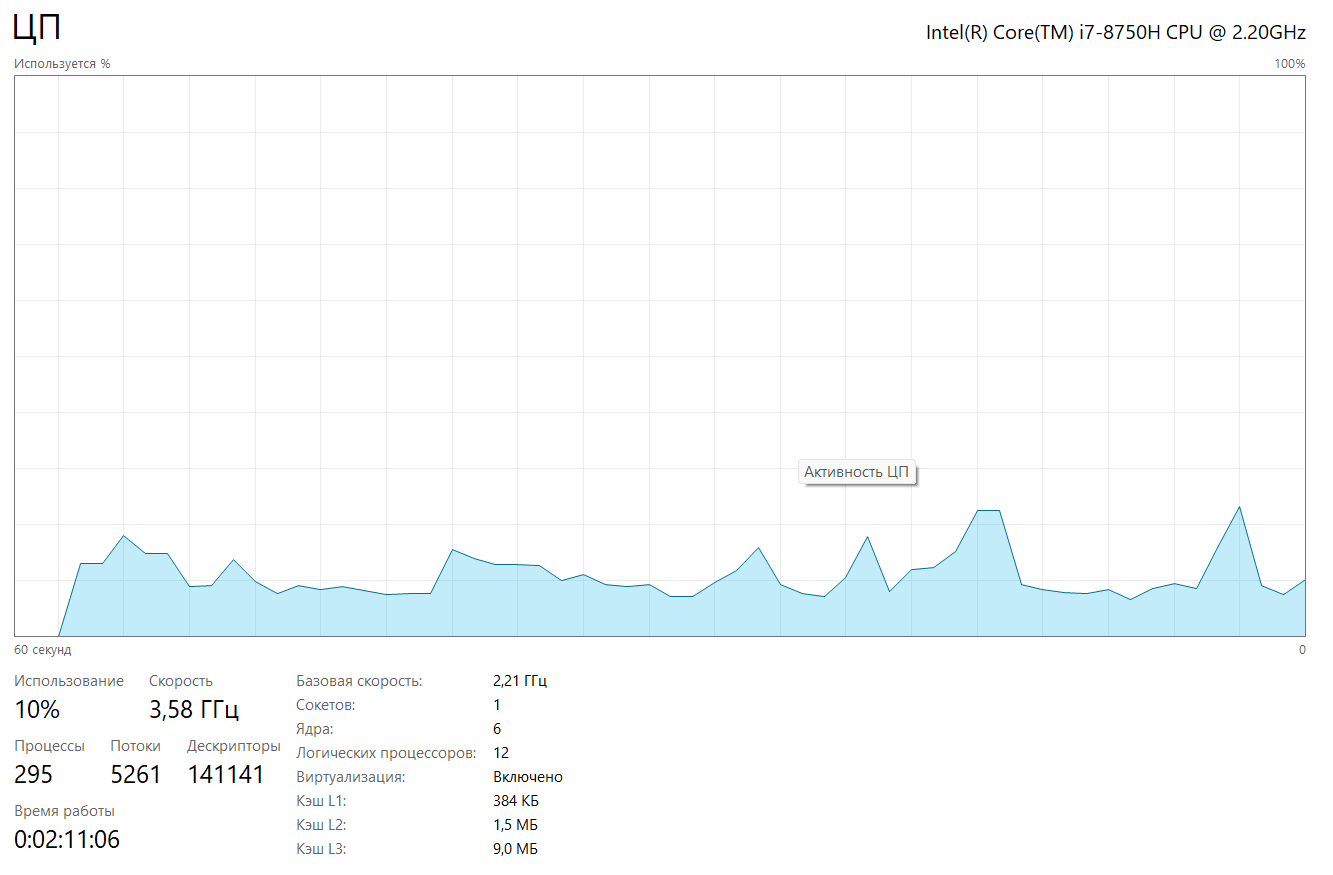 ЦП
Intel(R) Core(TM) i7-8750H CPU @ 2.20GHz
Используется %
100%
Активность ЦП
60 секунд
0
Использование
Скорость
10%
3,58 ГГц
Процессы
Потоки
Дескрипторы
295
5261
141141
Время работы
0:02:11:06
Базовая скорость: 2,21 ГГц
Сокетов: 1
Ядра: 6
Логических процессоров: 12
Виртуализация: Включено
Кэш L1: 384 КБ
Кэш L2: 1,5 МБ
Кэш L3: 9,0 МБ